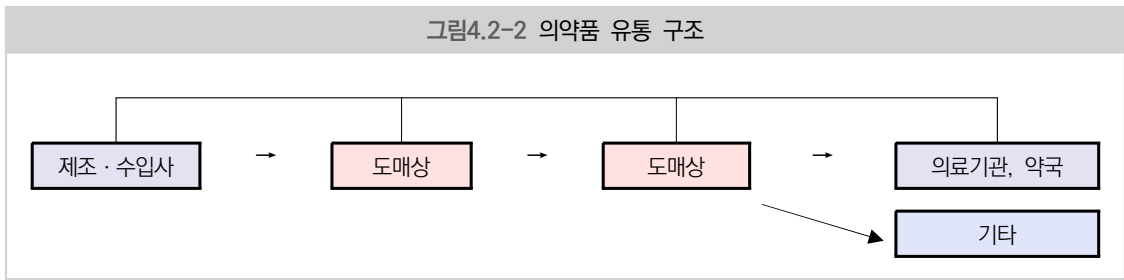 그림4.2-2 의약품 유통 구조
제조 · 수입사 → 도매상 → 도매상 → 의료기관, 약국
기타